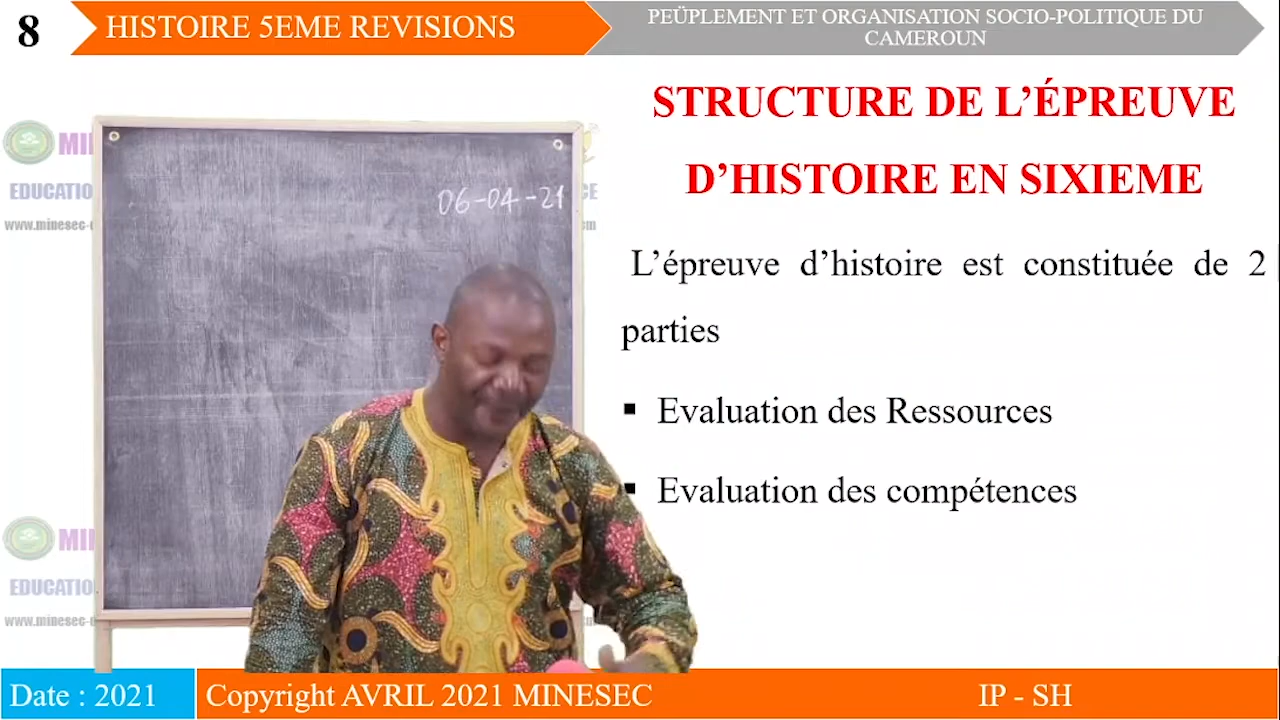 8
HISTOIRE 5EME REVISIONS
PEÜPLEMENT ET ORGANISATION SOCIO-POLITIQUE DU
CAMEROUN
STRUCTURE DE L’ÉPREUVE
D’HISTOIRE EN SIXIEME
06-04-21
L’épreuve d’histoire est constituée de 2
parties
▪ Evaluation des Ressources
▪ Evaluation des compétences
Date : 2021
Copyright AVRIL 2021 MINESEC
IP - SH